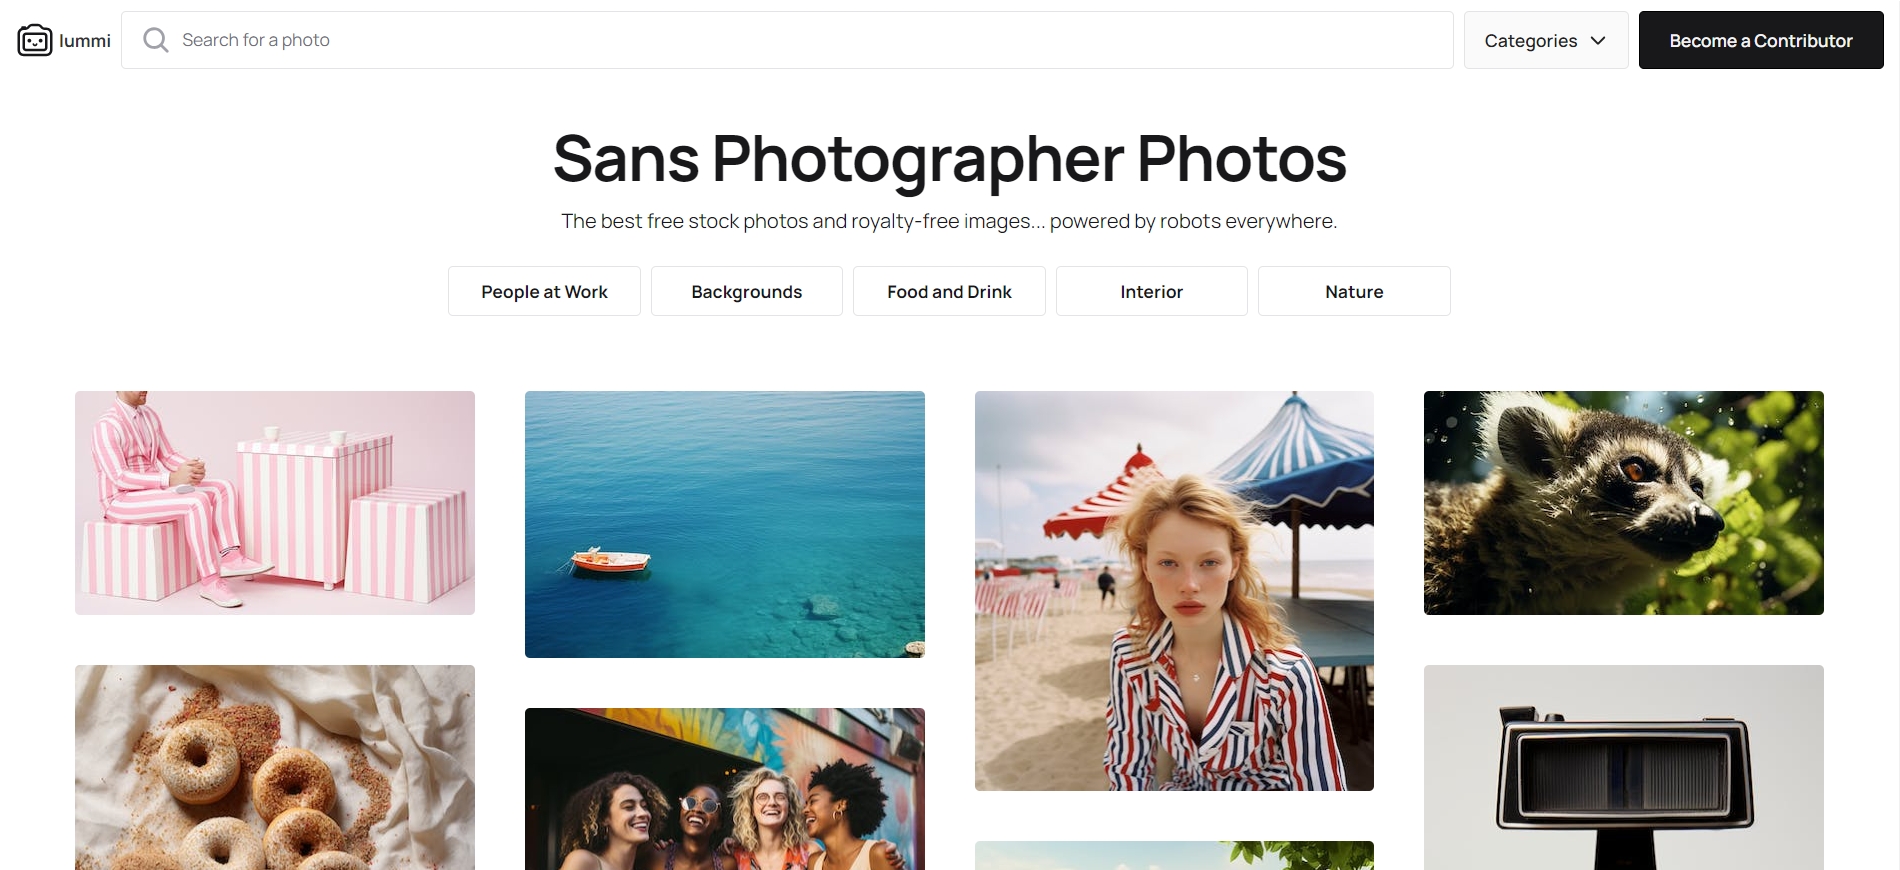 lummi
Search for a photo
Categories
Become a Contributor
Sans Photographer Photos
The best free stock photos and royalty-free images... powered by robots everywhere.
People at Work
Backgrounds
Food and Drink
Interior
Nature